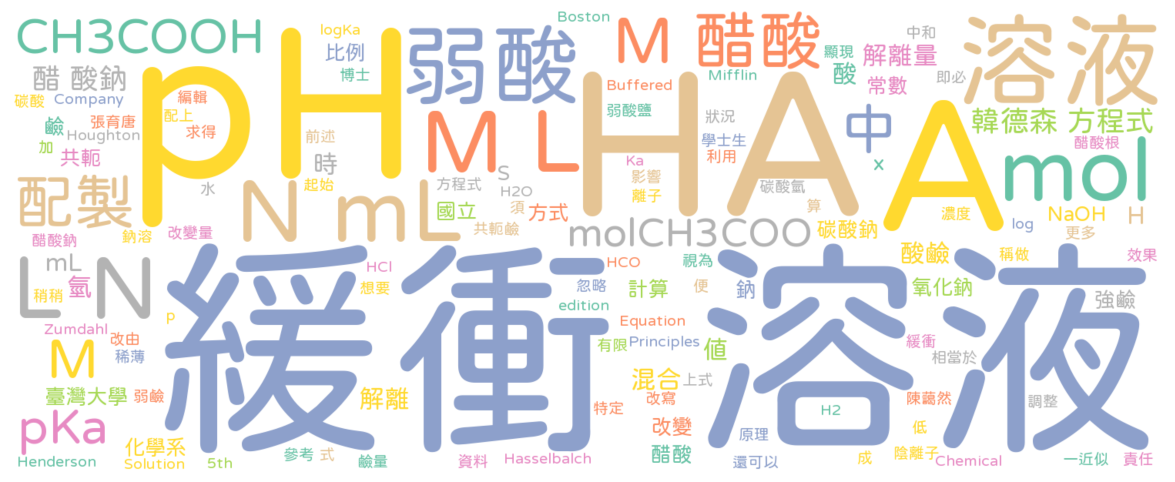 Boston
CH3COOH
logKa
比例
博士
弱酸
M
醋酸
中和
顯現
解離量
溶液
醋 酸鈉
pH
Buffered
Mifflin
酸
常數
即必
碳酸
Company
編輯
配上
弱酸鹽
HA
A
鹼
張育唐
Houghton
求得
加
共軛
前述
時
M
L
狀況
學士生
利用
中
韓德森 方程式
醋酸根
mol
x
Ka
影響
離子
配製
水
起始
N
mL
方程式
S
H2O
須
國立
方式
共軛鹼
碳酸氫
算
濃度
log
NaOH
H
更多
醋酸鈉
鈉溶
改變量
molCH3COO
碳酸鈉
L
N
mL
氫
稍稍
HCl
想要
緩衝溶液
HCO
忽略
視為
便
鈉
酸鹼
稱做
效果
edition
計算
氧化鈉
強鹼
p
Zumdahl
改由
稀薄
M
Equation
有限
Principles
值
緩衝
相當於
臺灣大學
弱鹼
解離
混合
上式
改寫
陳藹然
調整
pKa
特定
改變
H2
化學系
Solution
原理
低
Henderson
5th
參考
式
鹼量
資料
Hasselbalch
醋酸
還可以
成
陰離子
Chemical
一近似
責任